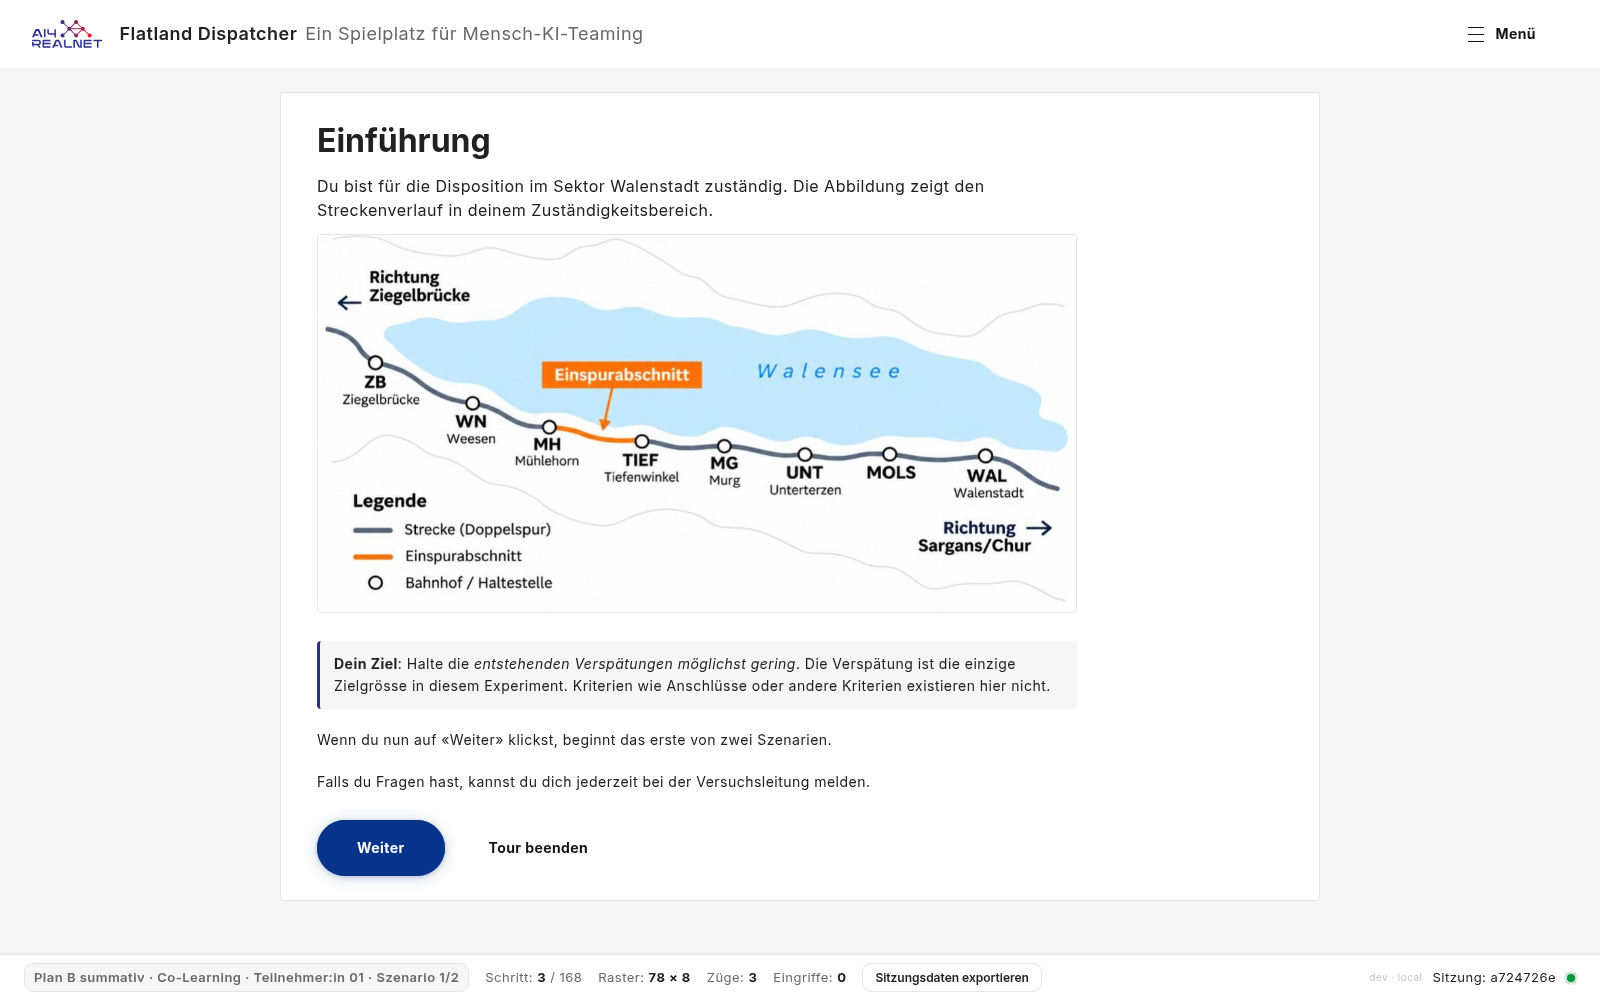 AI4
REALNET
Flatland Dispatcher Ein Spielplatz für Mensch-KI-Teaming
Menü
Einführung
Du bist für die Disposition im Sektor Walenstadt zuständig. Die Abbildung zeigt den
Streckenverlauf in deinem Zuständigkeitsbereich.
Richtung
Ziegelbrücke
Einspurabschnitt
Walensee
ZB
Ziegelbrücke
WN
Weesen
MH
Mühlehorn
TIEF
Tiefenwinkel
MG
Murg
UNT
Unterterzen
MOLS
WAL
Walenstadt
Legende
Strecke (Doppelspur)
Einspurabschnitt
Bahnhof / Haltestelle
Richtung
Sargans/Chur
Dein Ziel: Halte die entstehenden Verspätungen möglichst gering. Die Verspätung ist die einzige
Zielgrösse in diesem Experiment. Kriterien wie Anschlüsse oder andere Kriterien existieren hier nicht.
Wenn du nun auf «Weiter» klickst, beginnt das erste von zwei Szenarien.
Falls du Fragen hast, kannst du dich jederzeit bei der Versuchsleitung melden.
Weiter
Tour beenden
Plan B summativ · Co-Learning · Teilnehmer:in 01 · Szenario 1/2
Schritt: 3 / 168
Raster: 78 × 8
Züge: 3
Eingriffe: 0
Sitzungsdaten exportieren
dev · local
Sitzung: a724726e